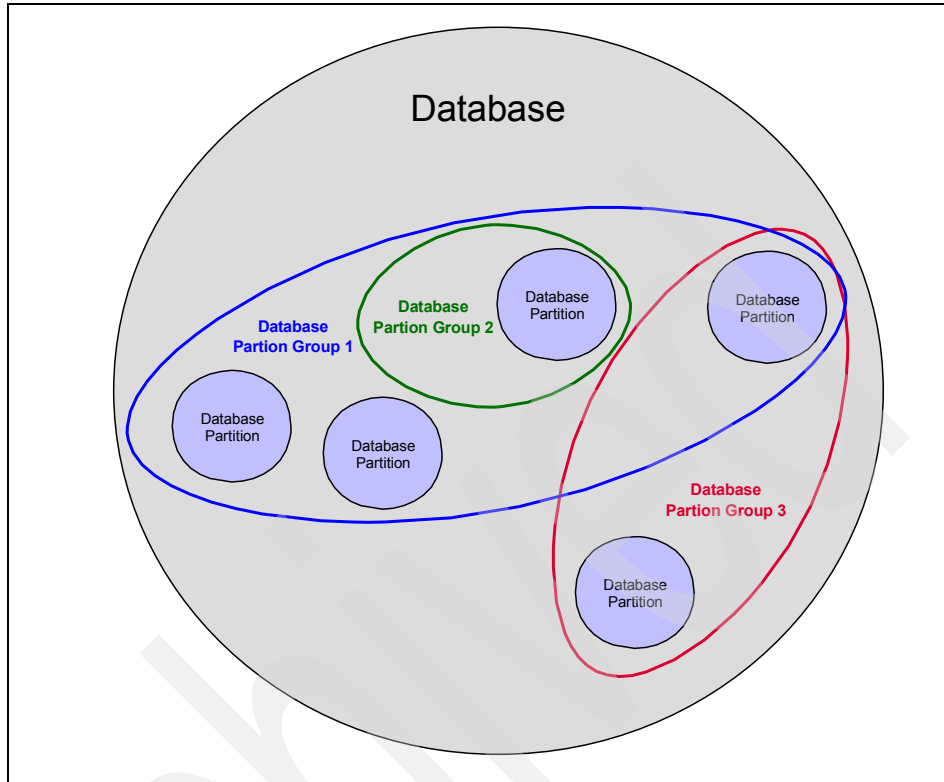 Database
Database
Partition
Database
Partition
Database
Partion Group 2
Database
Partion Group 1
Database
Partition
Database
Partition
Database
Partion Group 3
Database
Partition